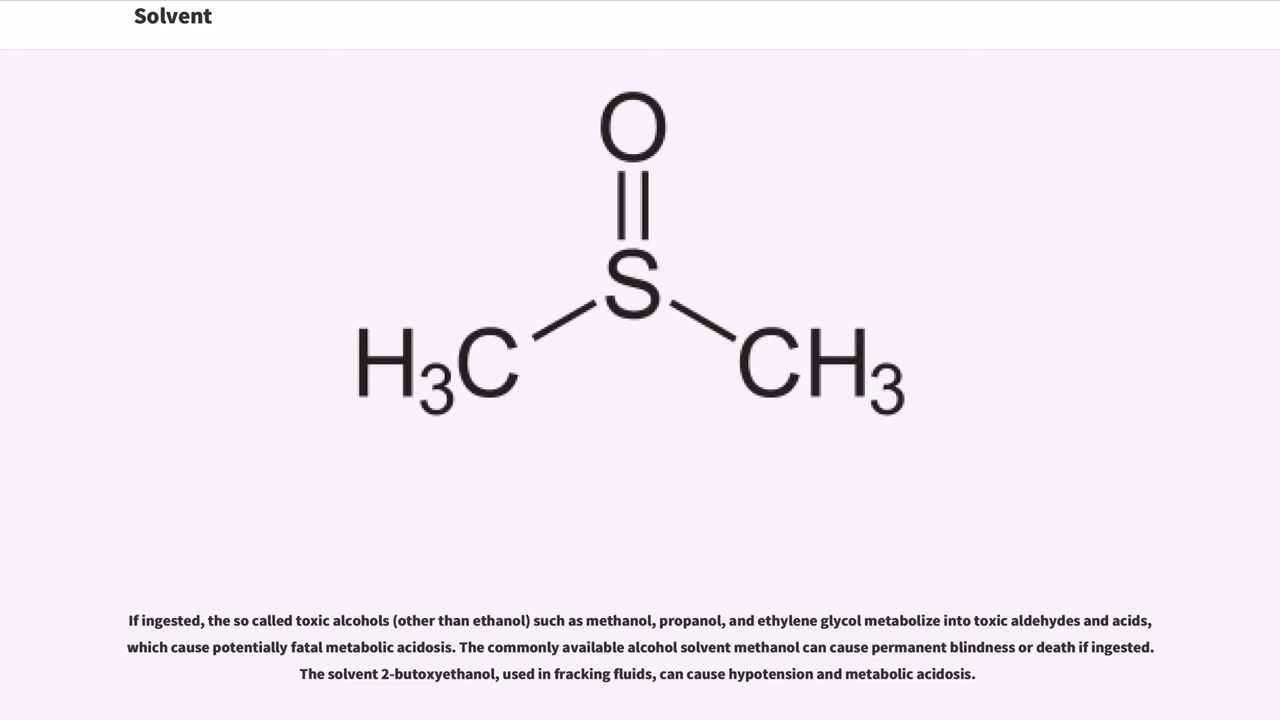 Solvent
O
S
H₃C CH₃
If ingested, the so called toxic alcohols (other than ethanol) such as methanol, propanol, and ethylene glycol metabolize into toxic aldehydes and acids,
which cause potentially fatal metabolic acidosis. The commonly available alcohol solvent methanol can cause permanent blindness or death if ingested.
The solvent 2-butoxyethanol, used in fracking fluids, can cause hypotension and metabolic acidosis.